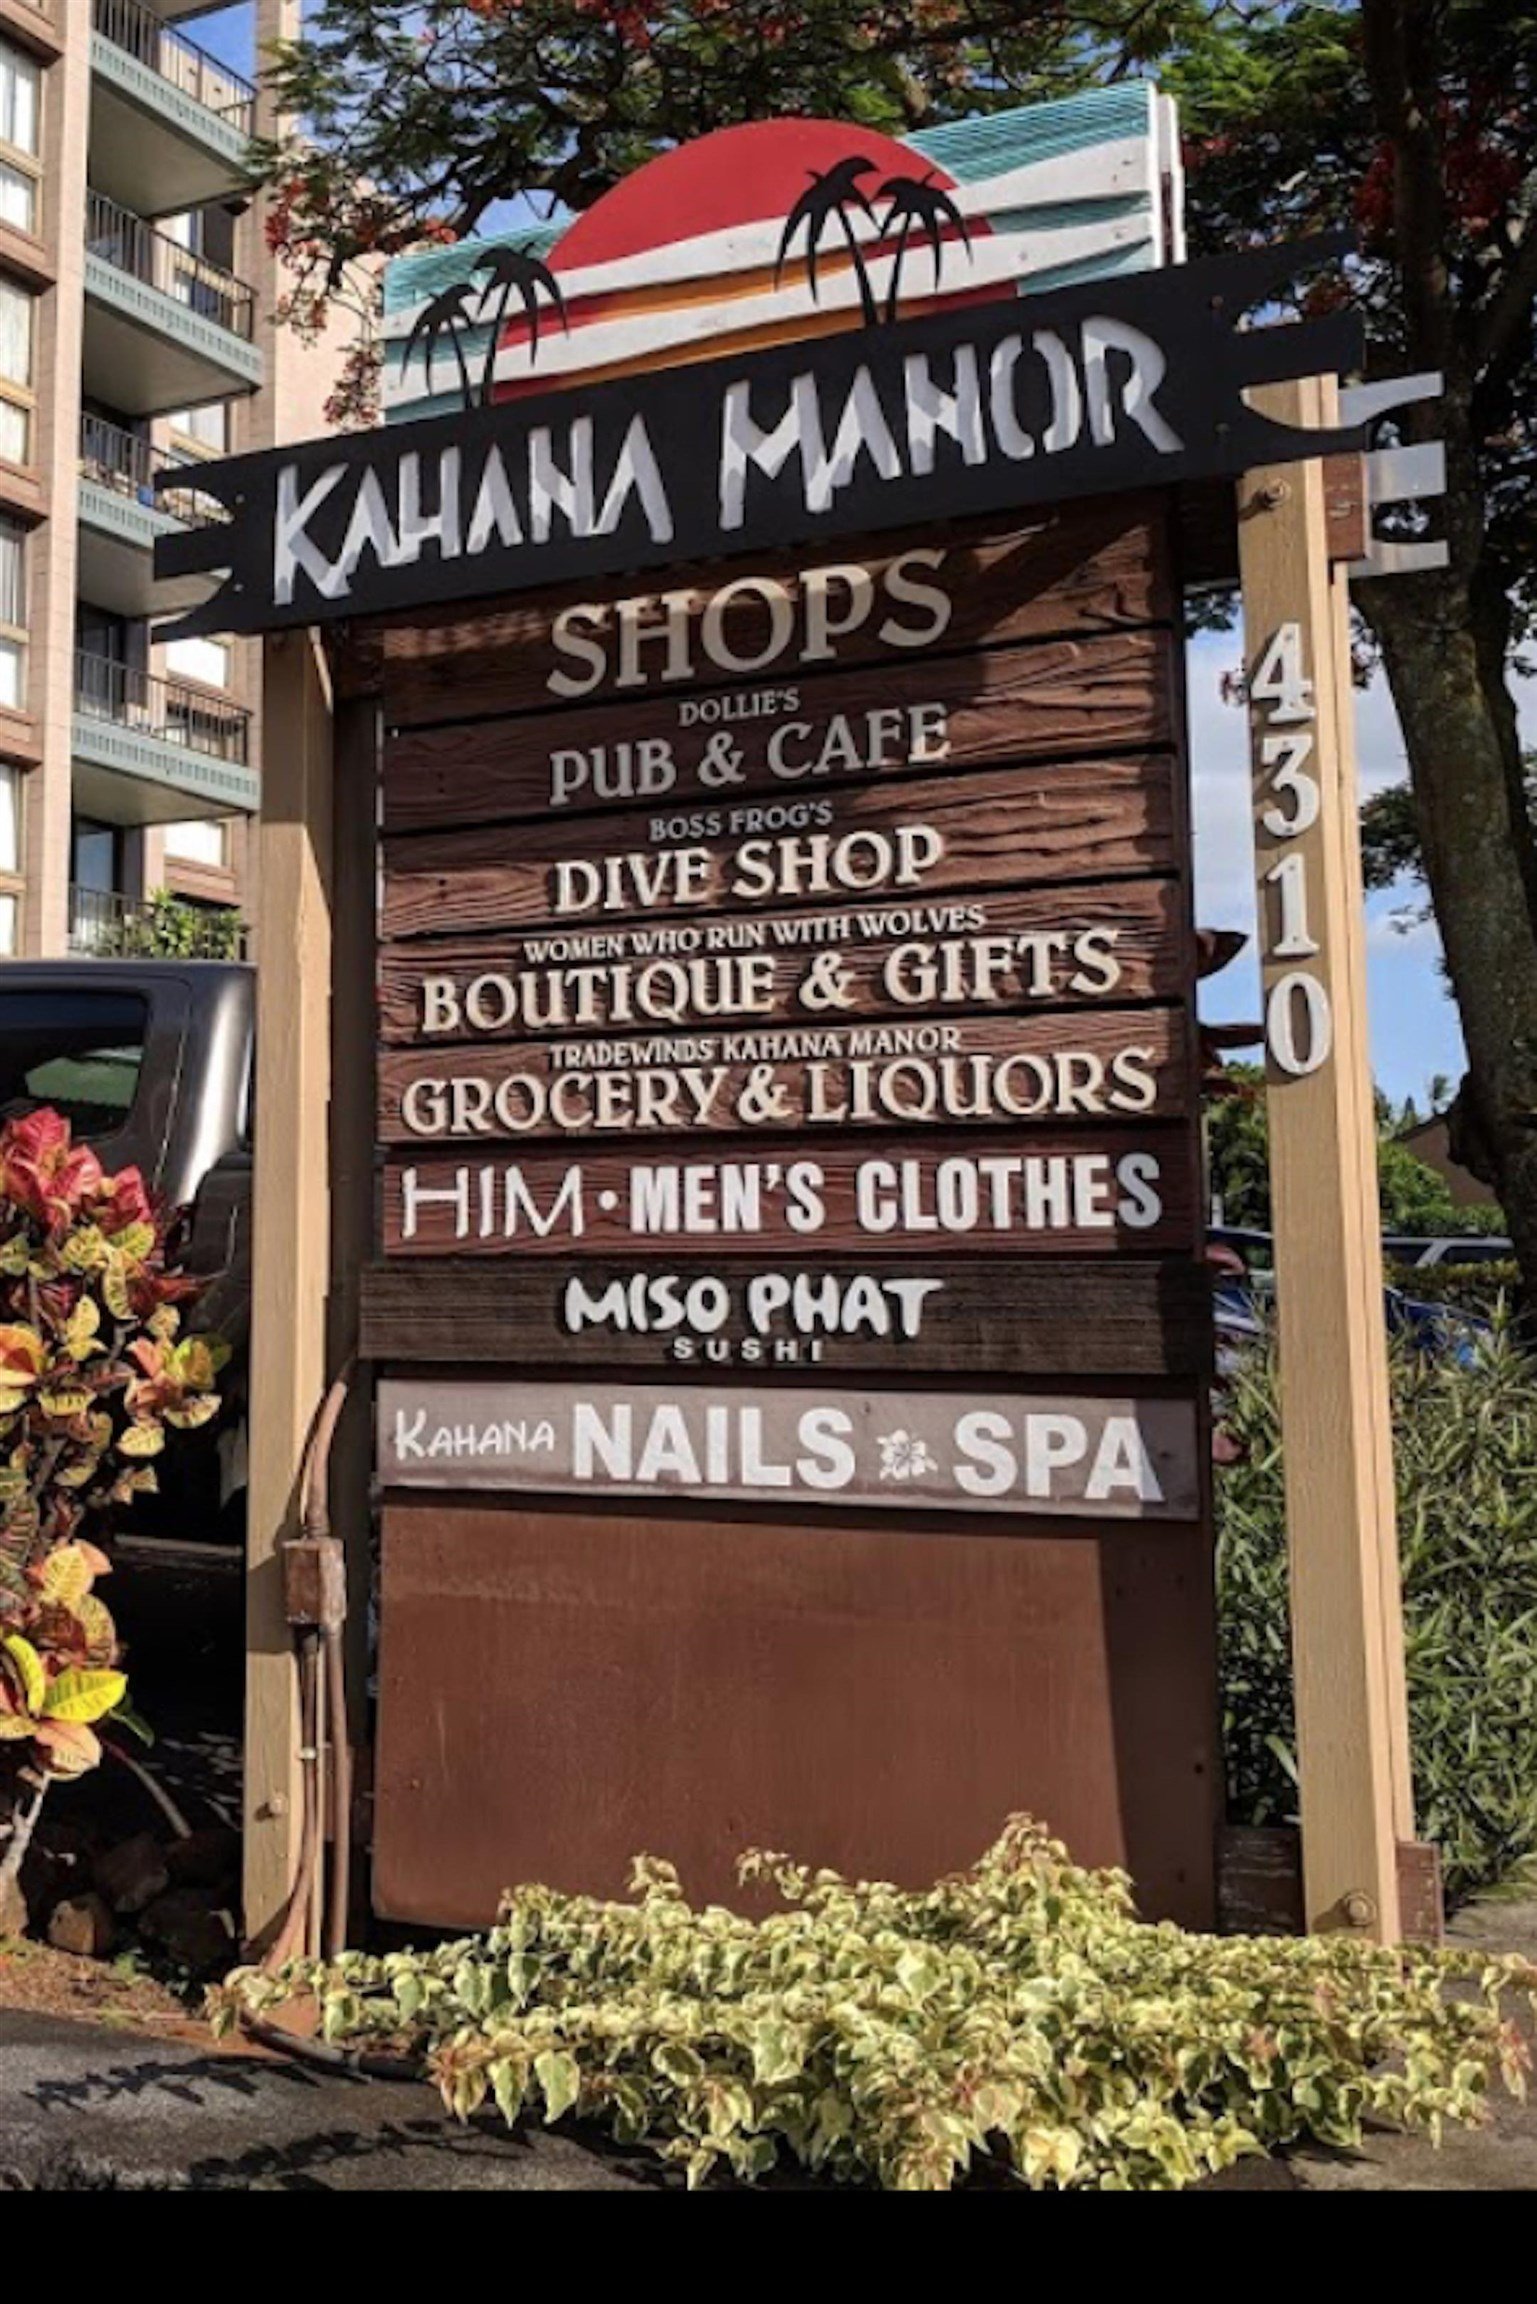 KAHANA MANOR
SHOPS
DOLLIE'S
PUB & CAFE
BOSS FROG'S
DIVE SHOP
WOMEN WHO RUN WITH WOLVES
BOUTIQUE & GIFTS
TRADEWINDS KAHANA MANOR
GROCERY & LIQUORS
HIM • MEN'S CLOTHES
MISO PHAT
SUSHI
KAHANA NAILS SPA
4310